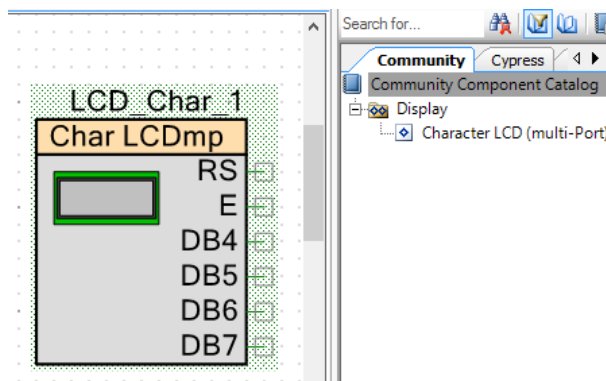 Search for...
Community
Cypress
Community Component Catalog
Display
Character LCD (multi-Port)
LCD_Char_1
Char LCDmp
RS
E
DB4
DB5
DB6
DB7